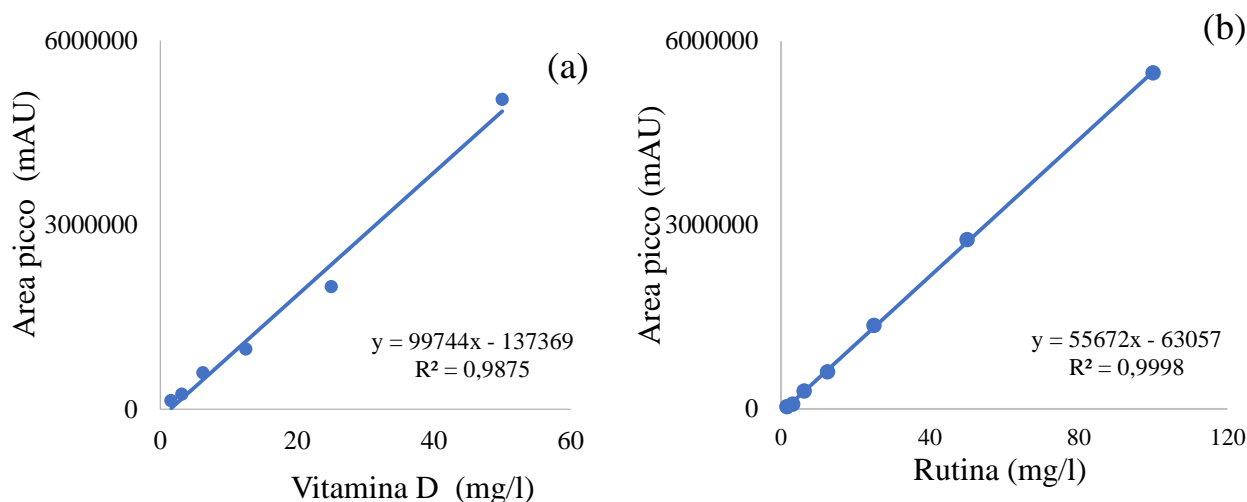 (a)
6000000
3000000
0
Area picco (mAU)
y = 99744x - 137369
R² = 0,9875
0 20 40 60
Vitamina D (mg/l)
(b)
6000000
3000000
0
Area picco (mAU)
y = 55672x - 63057
R² = 0,9998
0 40 80 120
Rutina (mg/l)